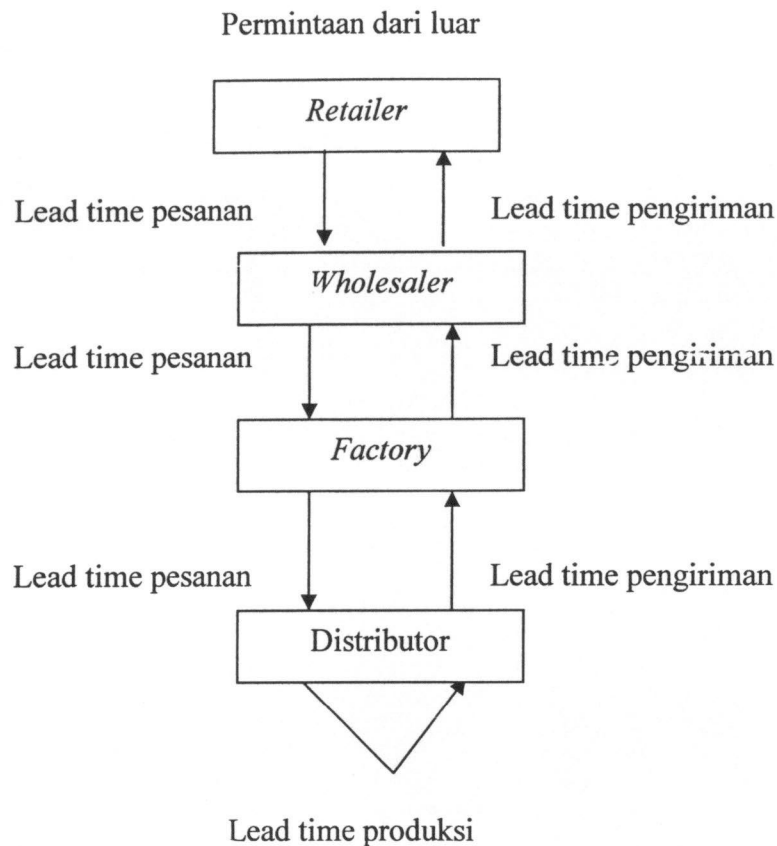 Permintaan dari luar
Retailer
Lead time pesanan
Lead time pengiriman
Wholesaler
Lead time pesanan
Lead time pengiriman
Factory
Lead time pesanan
Lead time pengiriman
Distributor
Lead time produksi